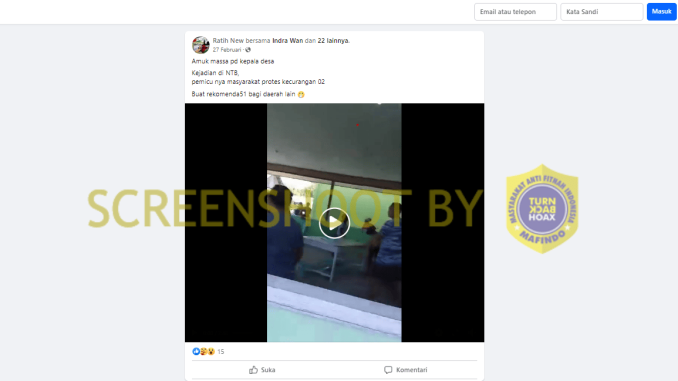 Email atau telepon
Kata Sandi
Masuk
Ratih New bersama Indra Wan dan 22 lainnya.
27 Februari ·
Amuk massa pd kepala desa
Kejadian di NTB,
pemicu nya masyarakat protes kecurangan 02
Buat rekomenda51 bagi daerah lain
SCREENSHOOT BY
MASYARAKAT ANTI FITNAH INDONESIA
TURN
BACK
HOAX
MAFINDO
15
Suka
Komentari